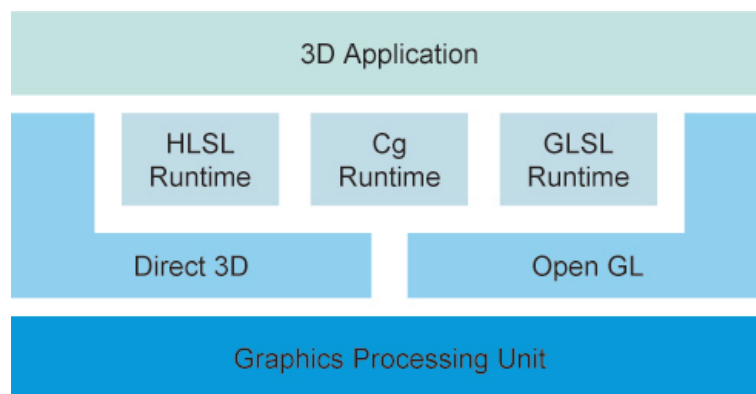 3D Application
HLSL
Runtime
Cg
Runtime
GLSL
Runtime
Direct 3D
Open GL
Graphics Processing Unit